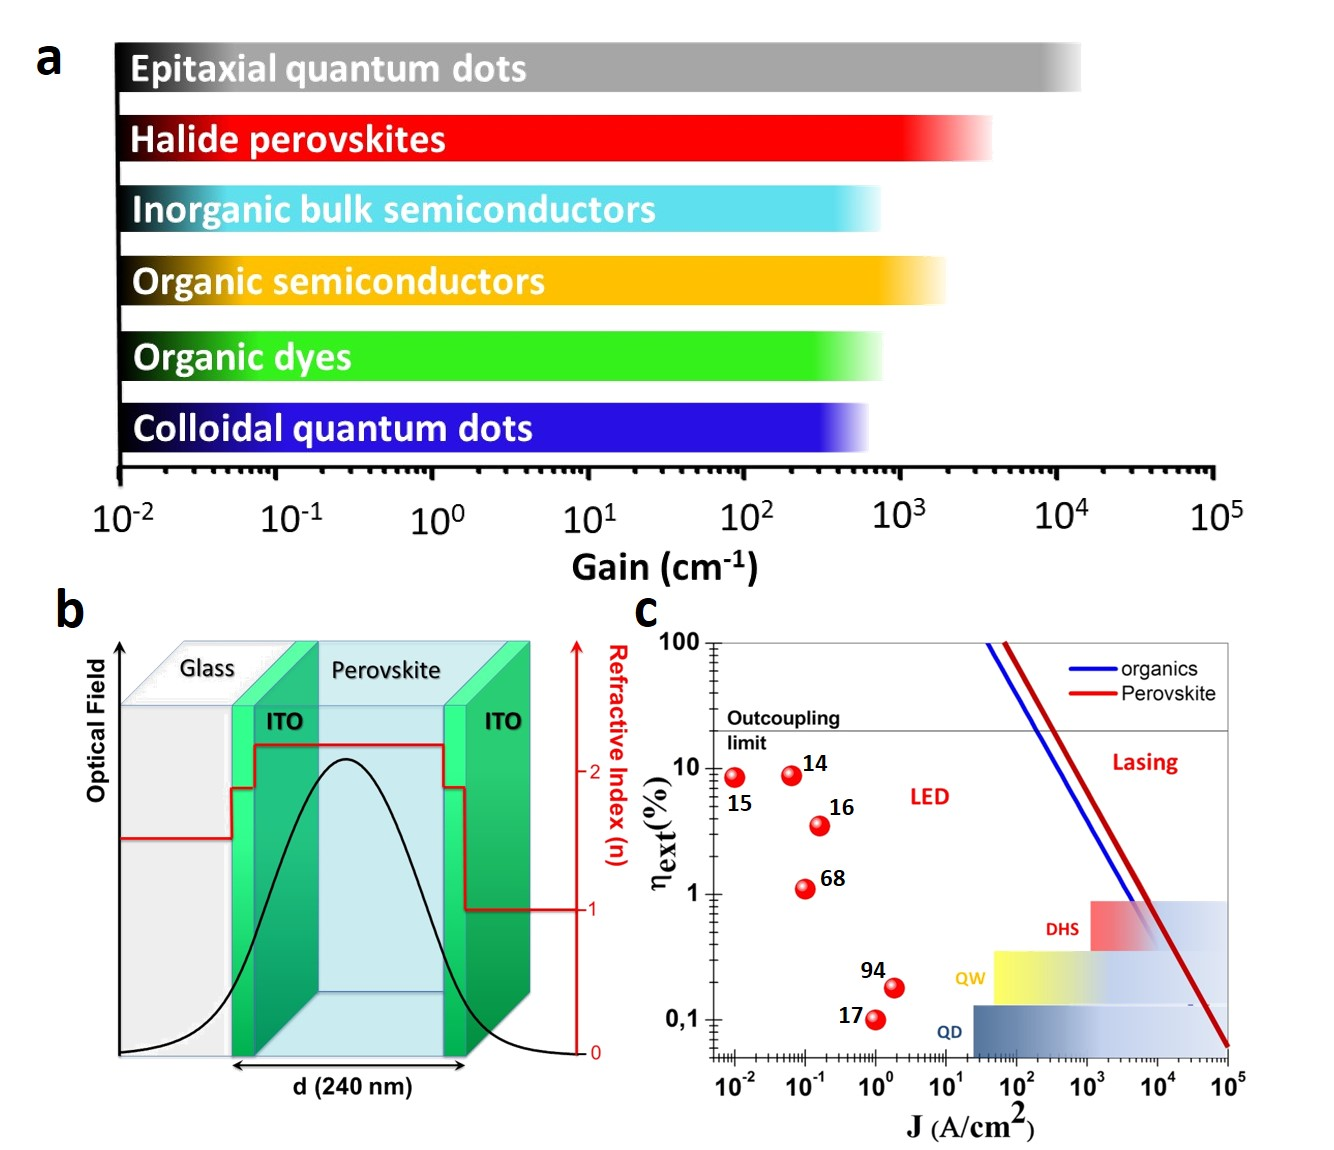 a
Epitaxial quantum dots
Halide perovskites
Inorganic bulk semiconductors
Organic semiconductors
Organic dyes
Colloidal quantum dots
10⁻² 10⁻¹ 10⁰ 10¹ 10² 10³ 10⁴ 10⁵
Gain (cm⁻¹)
b
Optical Field
Glass
Perovskite
ITO
ITO
Refractive Index (n)
2
1
0
d (240 nm)
c
100
10
1
0,1
ηext(%)
organics
Perovskite
Outcoupling
limit
Lasing
LED
14
15
16
68
94
17
DHS
QW
QD
10⁻² 10⁻¹ 10⁰ 10¹ 10² 10³ 10⁴ 10⁵
J (A/cm²)